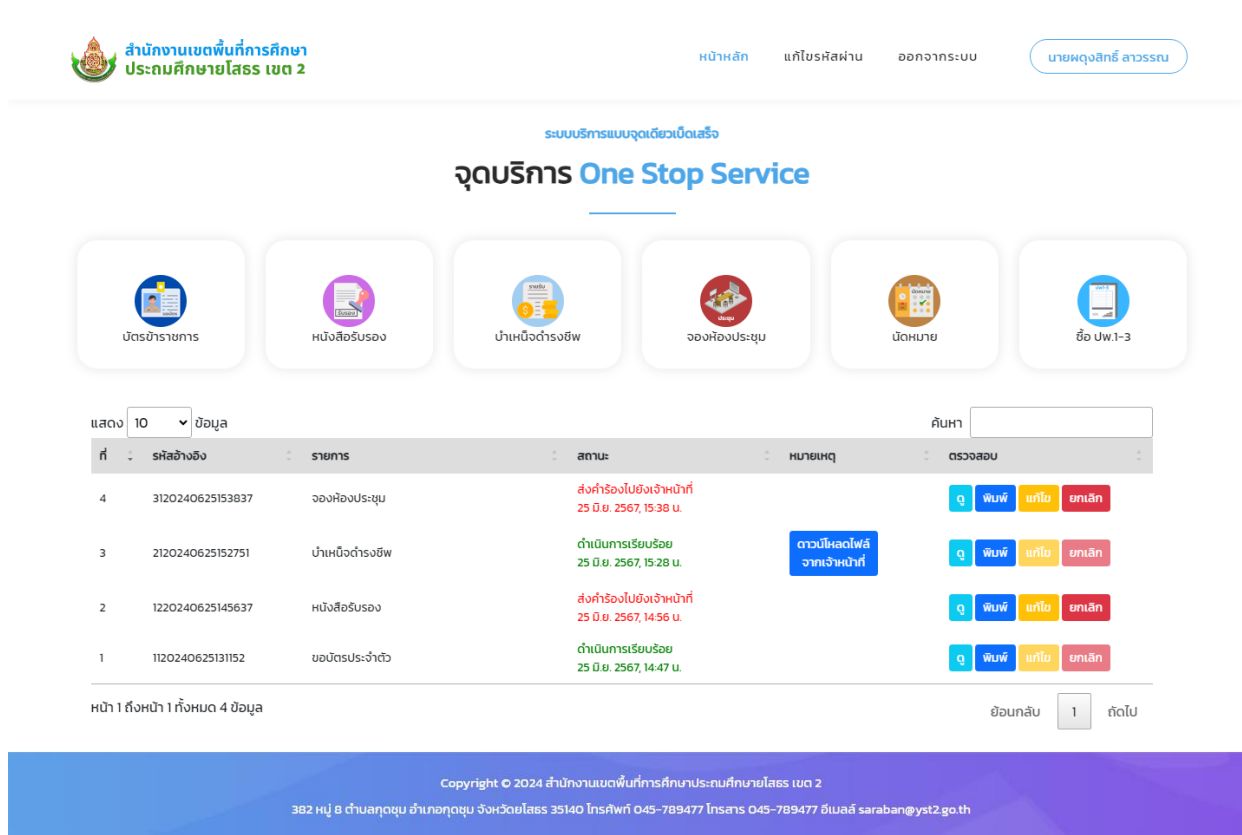 สำนักงานเขตพื้นที่การศึกษา
ประถมศึกษายโสธร เขต 2
หน้าหลัก แก้ไขรหัสผ่าน ออกจากระบบ นายผดุงสิทธิ์ ลาวรรณ
ระบบบริการแบบจุดเดียวเบ็ดเสร็จ
จุดบริการ One Stop Service
บัตรข้าราชการ หนังสือรับรอง บำเหน็จดำรงชีพ จองห้องประชุม นัดหมาย ซื้อ ปพ.1-3
แสดง 10 ข้อมูล ค้นหา
ที่ รหัสอ้างอิง รายการ สถานะ หมายเหตุ ตรวจสอบ
4 3120240625153837 จองห้องประชุม ส่งคำร้องไปยังเจ้าหน้าที่ ดู พิมพ์ แก้ไข ยกเลิก
25 มิ.ย. 2567, 15:38 น.
3 2120240625152751 บำเหน็จดำรงชีพ ดำเนินการเรียบร้อย ดาวน์โหลดไฟล์ ดู พิมพ์ แก้ไข ยกเลิก
25 มิ.ย. 2567, 15:28 น. จากเจ้าหน้าที่
2 1220240625145637 หนังสือรับรอง ส่งคำร้องไปยังเจ้าหน้าที่ ดู พิมพ์ แก้ไข ยกเลิก
25 มิ.ย. 2567, 14:56 น.
1 1120240625131152 ขอบัตรประจำตัว ดำเนินการเรียบร้อย ดู พิมพ์ แก้ไข ยกเลิก
25 มิ.ย. 2567, 14:47 น.
หน้า 1 ถึงหน้า 1 ทั้งหมด 4 ข้อมูล ย้อนกลับ 1 ถัดไป
Copyright © 2024 สำนักงานเขตพื้นที่การศึกษาประถมศึกษายโสธร เขต 2
382 หมู่ 8 ตำบลกุดชุม อำเภอกุดชุม จังหวัดยโสธร 35140 โทรศัพท์ 045-789477 โทรสาร 045-789477 อีเมลล์ saraban@yst2.go.th